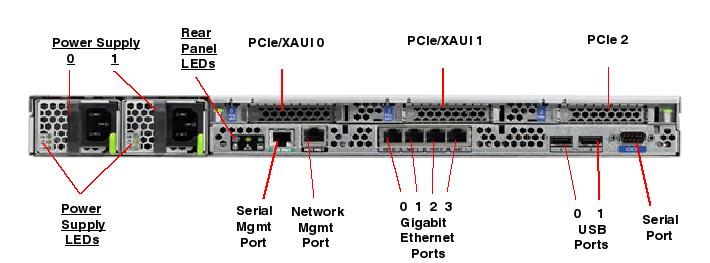 Power Supply
0 1
Rear
Panel
LEDs
PCIe/XAUI 0
PCIe/XAUI 1
PCIe 2
Power
Supply
LEDs
Serial
Mgmt
Port
Network
Mgmt
Port
0 1 2 3
Gigabit
Ethernet
Ports
0 1
USB
Ports
Serial
Port